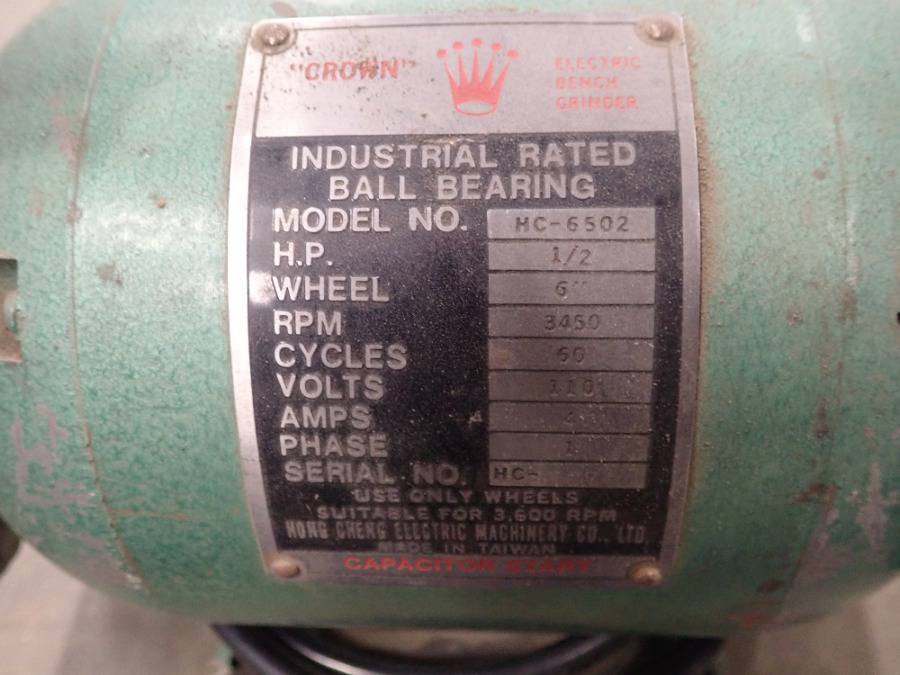 "CROWN"
ELECTRIC
BENCH
GRINDER
INDUSTRIAL RATED
BALL BEARING
MODEL NO. HC-6502
H.P. 1/2
WHEEL 6"
RPM 3450
CYCLES 60
VOLTS 110
AMPS 4
PHASE 1
SERIAL NO. HC-
USE ONLY WHEELS
SUITABLE FOR 3,600 RPM
HONG CHENG ELECTRIC MACHINERY CO., LTD.
MADE IN TAIWAN
CAPACITOR START